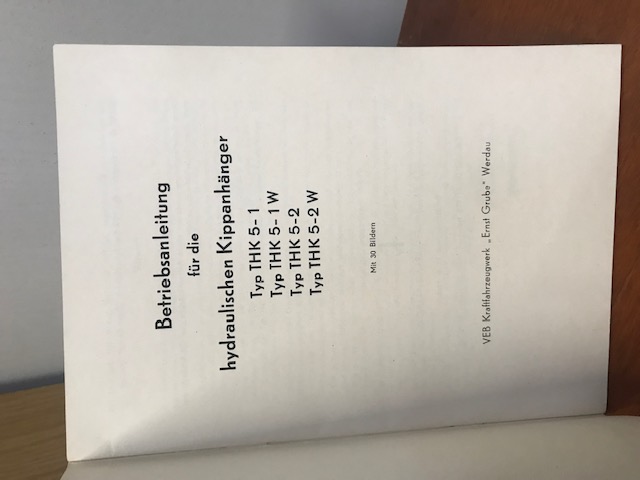 Betriebsanleitung
für die
hydraulischen Kippanhänger
Typ THK 5-1
Typ THK 5-1 W
Typ THK 5-2
Typ THK 5-2 W
Mit 30 Bildern
VEB Kraftfahrzeugwerk „Ernst Grube" Werdau